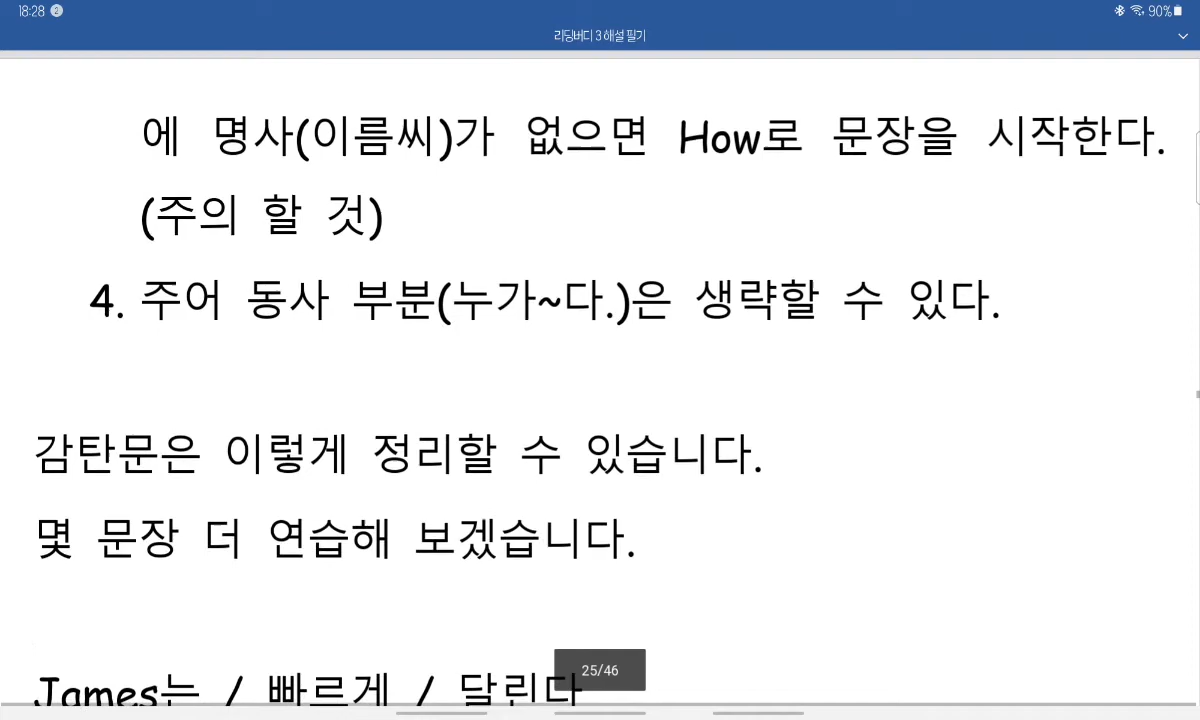 18:28 2 90%
리딩버디 3 해설 필기
에 명사(이름씨)가 없으면 How로 문장을 시작한다.
(주의 할 것)
4. 주어 동사 부분(누가~다.)은 생략할 수 있다.
감탄문은 이렇게 정리할 수 있습니다.
몇 문장 더 연습해 보겠습니다.
James는 / 빠르게 / 달린다
25/46